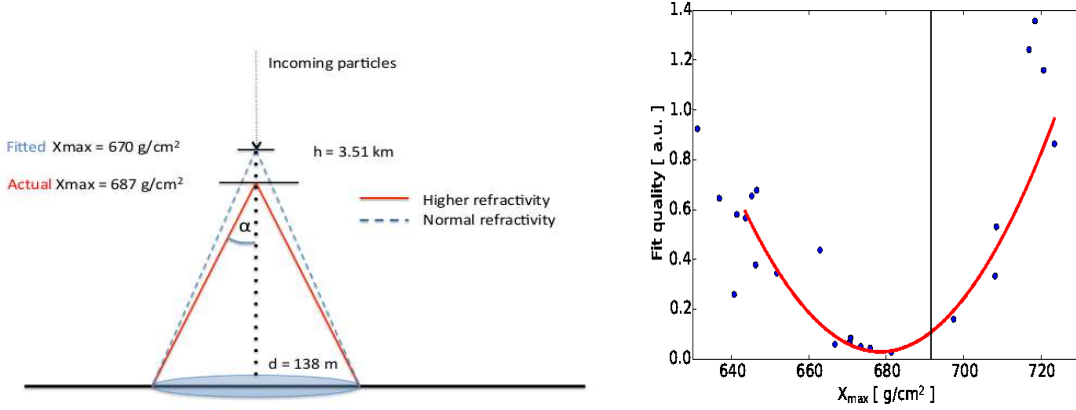 Incoming particles
Fitted Xmax = 670 g/cm²
h = 3.51 km
Actual Xmax = 687 g/cm²
Higher refractivity
Normal refractivity
α
d = 138 m
Fit quality [ a.u. ]
1.4
1.2
1.0
0.8
0.6
0.4
0.2
0.0
640 660 680 700 720
Xmax [ g/cm² ]